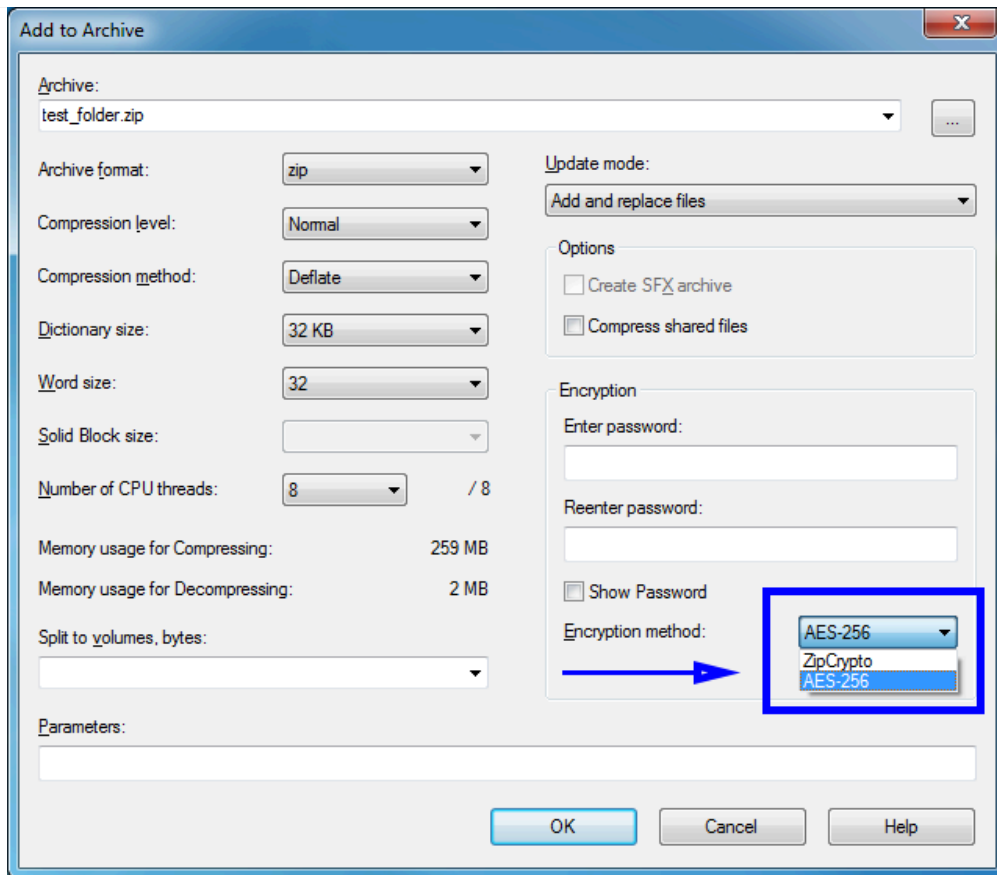 Add to Archive
Archive:
test_folder.zip
...
Archive format:
zip
Compression level:
Normal
Compression method:
Deflate
Dictionary size:
32 KB
Word size:
32
Solid Block size:
Number of CPU threads:
8
/ 8
Memory usage for Compressing:
259 MB
Memory usage for Decompressing:
2 MB
Split to volumes, bytes:
Update mode:
Add and replace files
Options
Create SFX archive
Compress shared files
Encryption
Enter password:
Reenter password:
Show Password
Encryption method:
AES-256
ZipCrypto
AES-256
Parameters:
OK
Cancel
Help